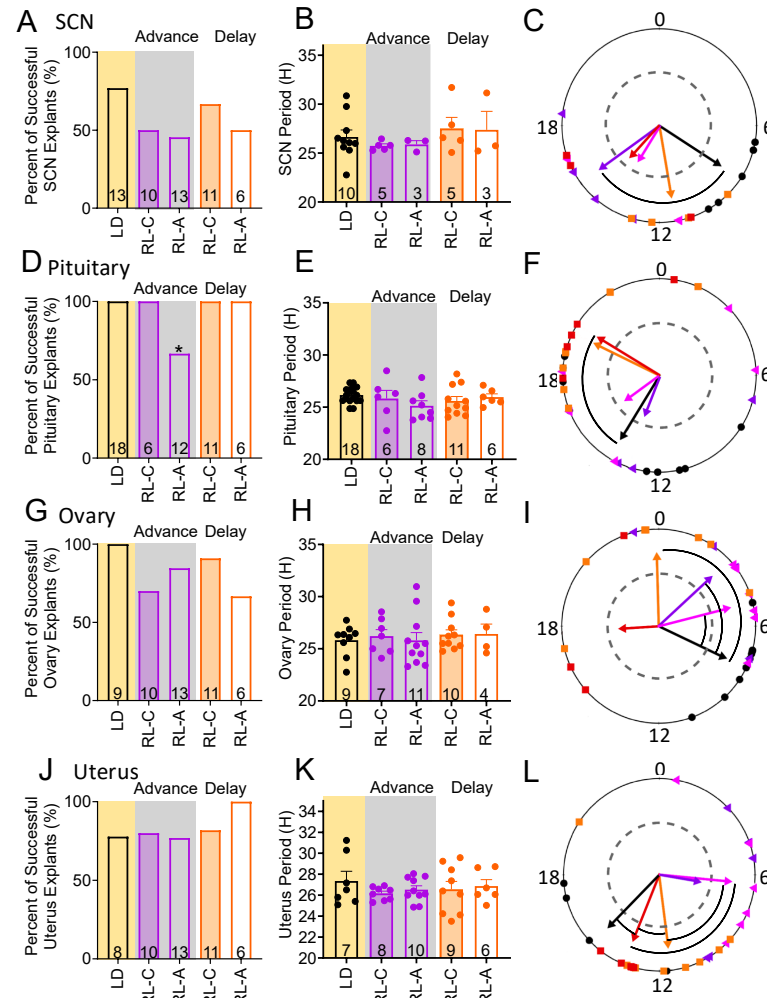 A SCN
Advance Delay
Percent of Successful
SCN Explants (%)
100
50
0
13 10 13 11 6
LD RL-C RL-A RL-C RL-A
B
Advance Delay
SCN Period (H)
35
30
25
20
10 5 3 5 3
LD RL-C RL-A RL-C RL-A
C
0
18 6
12
D Pituitary
Advance Delay
Percent of Successful
Pituitary Explants (%)
100
50
0
*
18 6 12 11 6
LD RL-C RL-A RL-C RL-A
E
Advance Delay
Pituitary Period (H)
35
30
25
20
18 6 8 11 6
LD RL-C RL-A RL-C RL-A
F
0
18 6
12
G Ovary
Advance Delay
Percent of Successful
Ovary Explants (%)
100
50
0
9 10 13 11 6
LD RL-C RL-A RL-C RL-A
H
Advance Delay
Ovary Period (H)
35
30
25
20
9 7 11 10 4
LD RL-C RL-A RL-C RL-A
I
0
18 6
12
J Uterus
Advance Delay
Percent of Successful
Uterus Explants (%)
100
50
0
8 10 13 11 6
LD RL-C RL-A RL-C RL-A
K
Advance Delay
Uterus Period (H)
34
32
30
28
26
24
22
20
7 8 10 9 6
LD RL-C RL-A RL-C RL-A
L
0
18 6
12